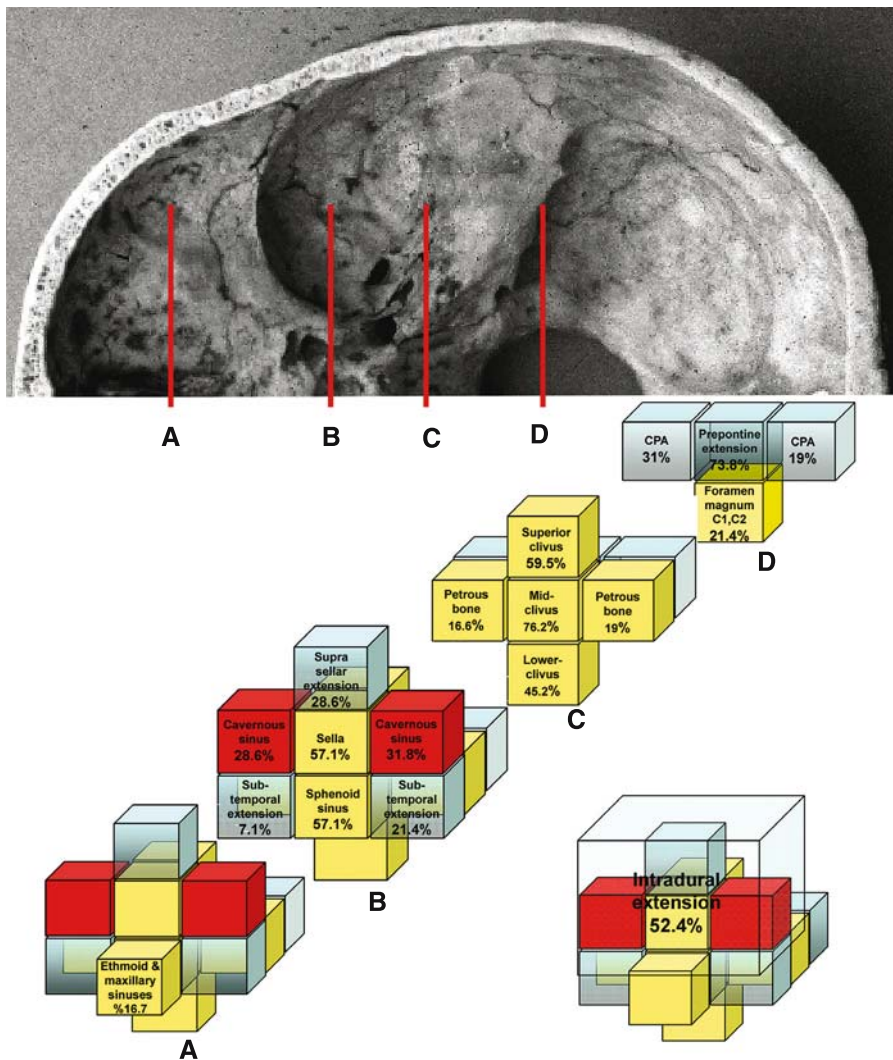 A
B
C
D
CPA
31%
Prepontine
extension
73.8%
CPA
19%
Foramen
magnum
C1,C2
21.4%
D
Superior
clivus
59.5%
Petrous
bone
16.6%
Mid-
clivus
76.2%
Petrous
bone
19%
Lower-
clivus
45.2%
C
Supra
sellar
extension
28.6%
Cavernous
sinus
28.6%
Sella
57.1%
Cavernous
sinus
31.8%
Sub-
temporal
extension
7.1%
Sphenoid
sinus
57.1%
Sub-
temporal
extension
21.4%
B
Ethmoid &
maxillary
sinuses
%16.7
A
Intradural
extension
52.4%